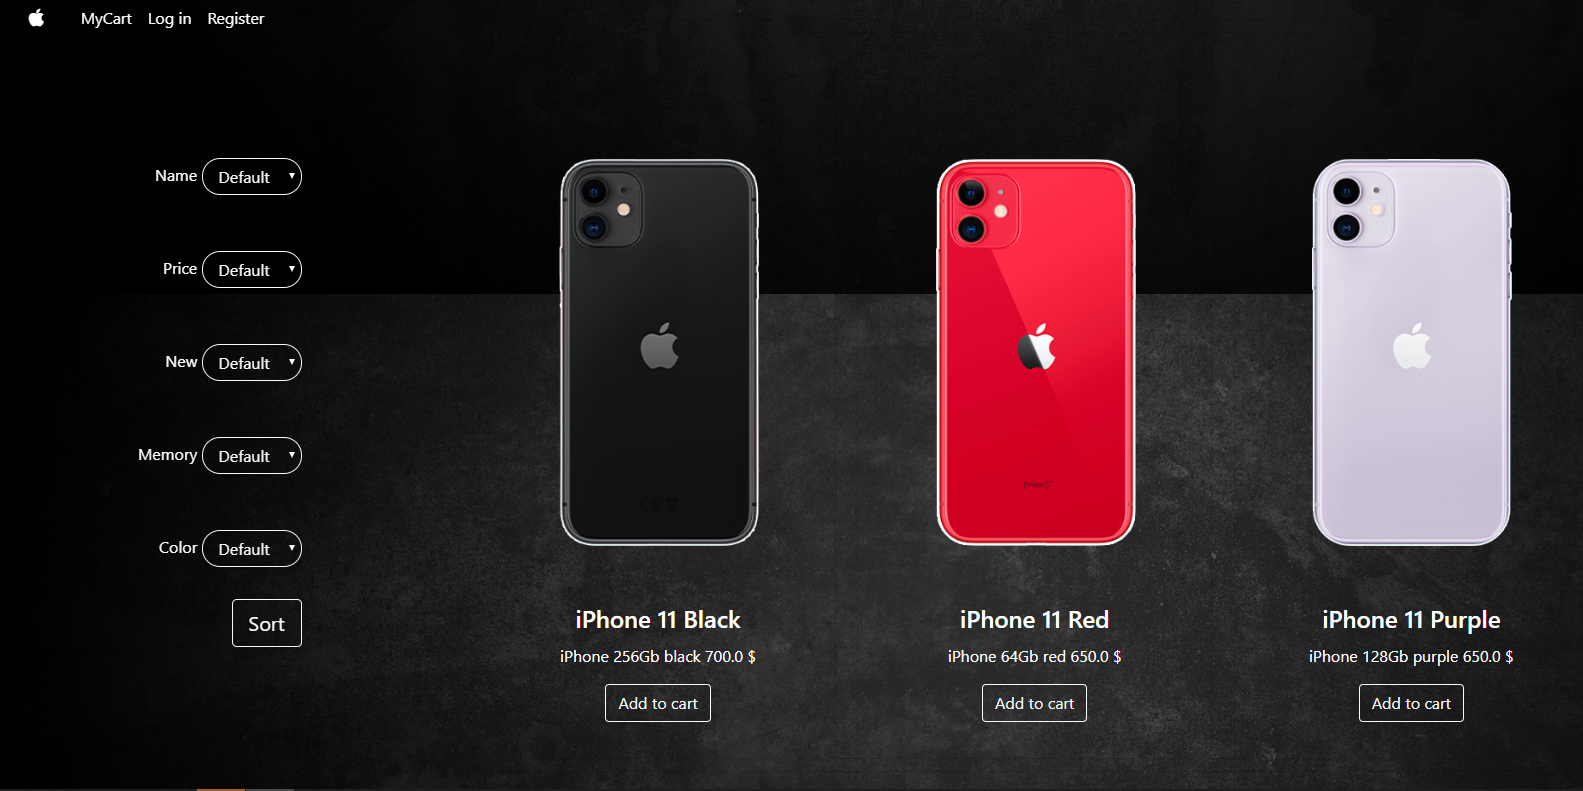 MyCart Log in Register
Name Default
Price Default
New Default
Memory Default
Color Default
Sort
iPhone 11 Black
iPhone 256Gb black 700.0 $
Add to cart
iPhone 11 Red
iPhone 64Gb red 650.0 $
Add to cart
iPhone 11 Purple
iPhone 128Gb purple 650.0 $
Add to cart